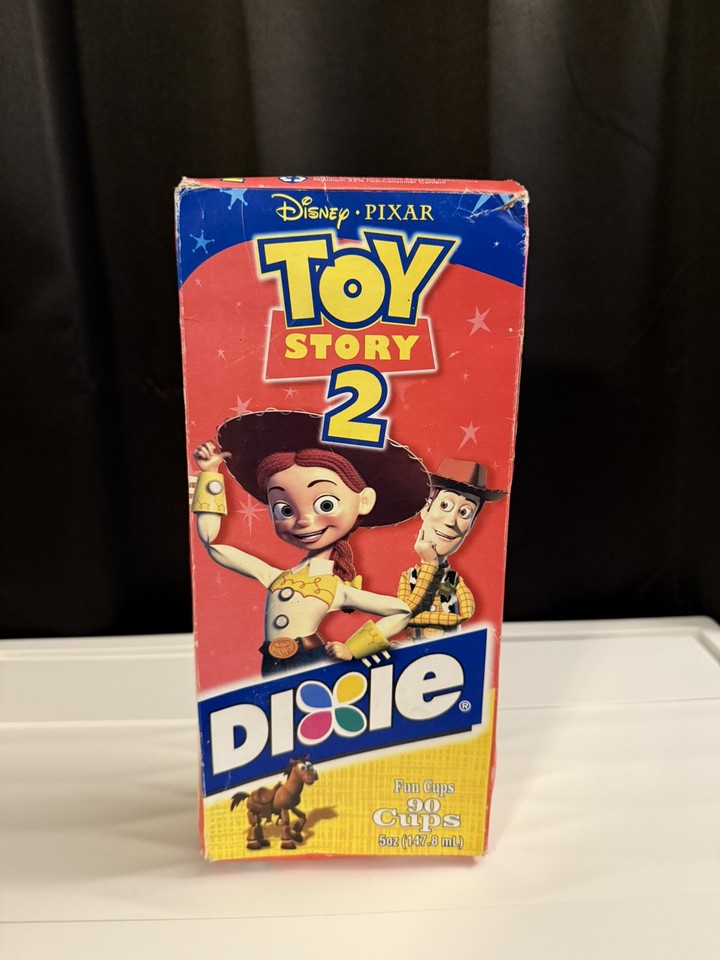 Disney · PIXAR
TOY
STORY
2
DIXIE®
Fun Cups
90
Cups
5oz (147.8 mL)